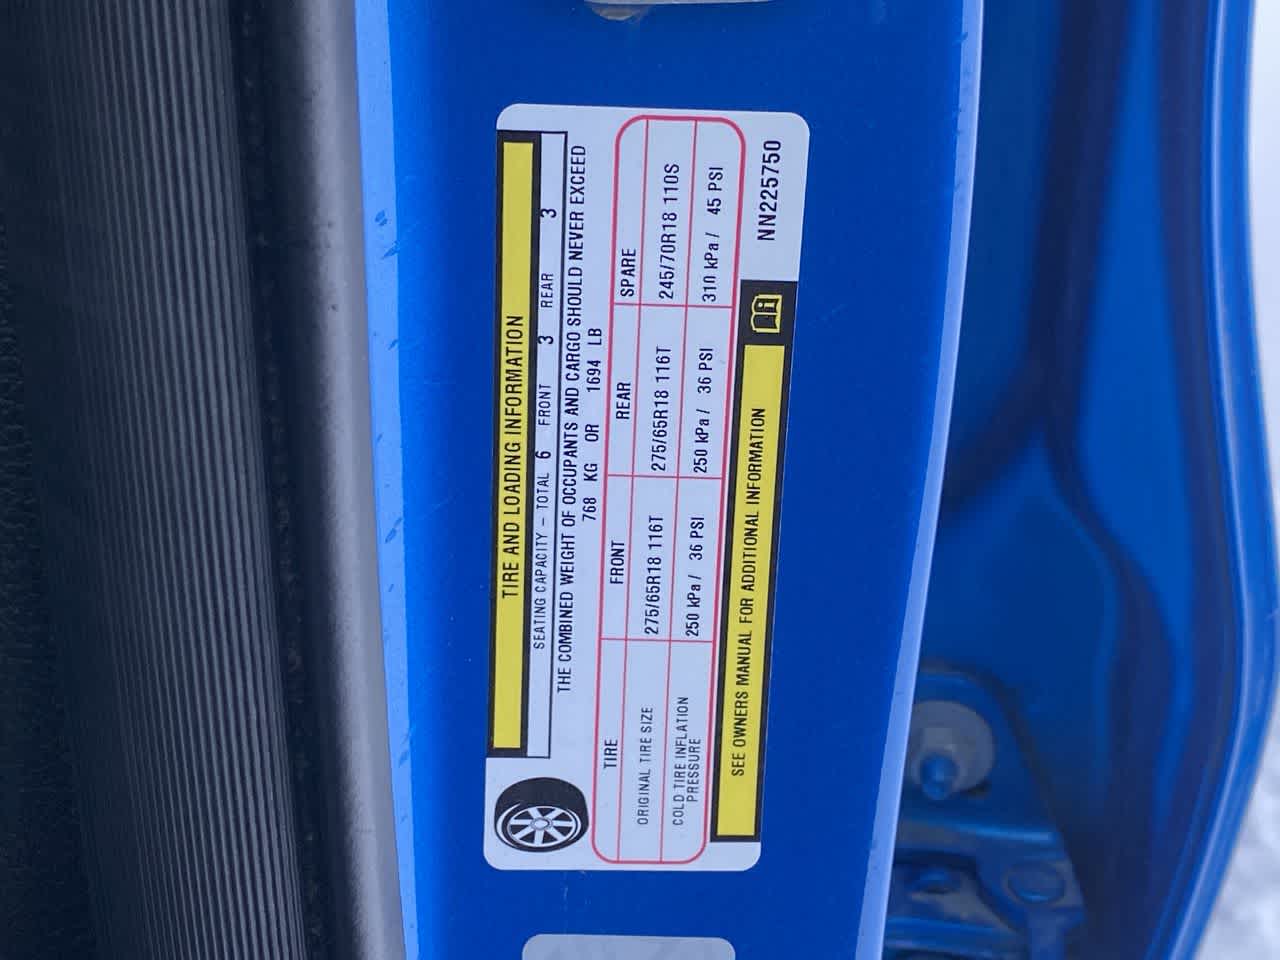 TIRE AND LOADING INFORMATION
SEATING CAPACITY – TOTAL 6 FRONT 3 REAR 3
THE COMBINED WEIGHT OF OCCUPANTS AND CARGO SHOULD NEVER EXCEED
768 KG OR 1694 LB
TIRE FRONT REAR SPARE
ORIGINAL TIRE SIZE 275/65R18 116T 275/65R18 116T 245/70R18 110S
COLD TIRE INFLATION
PRESSURE 250 kPa / 36 PSI 250 kPa / 36 PSI 310 kPa / 45 PSI
SEE OWNERS MANUAL FOR ADDITIONAL INFORMATION
NN225750